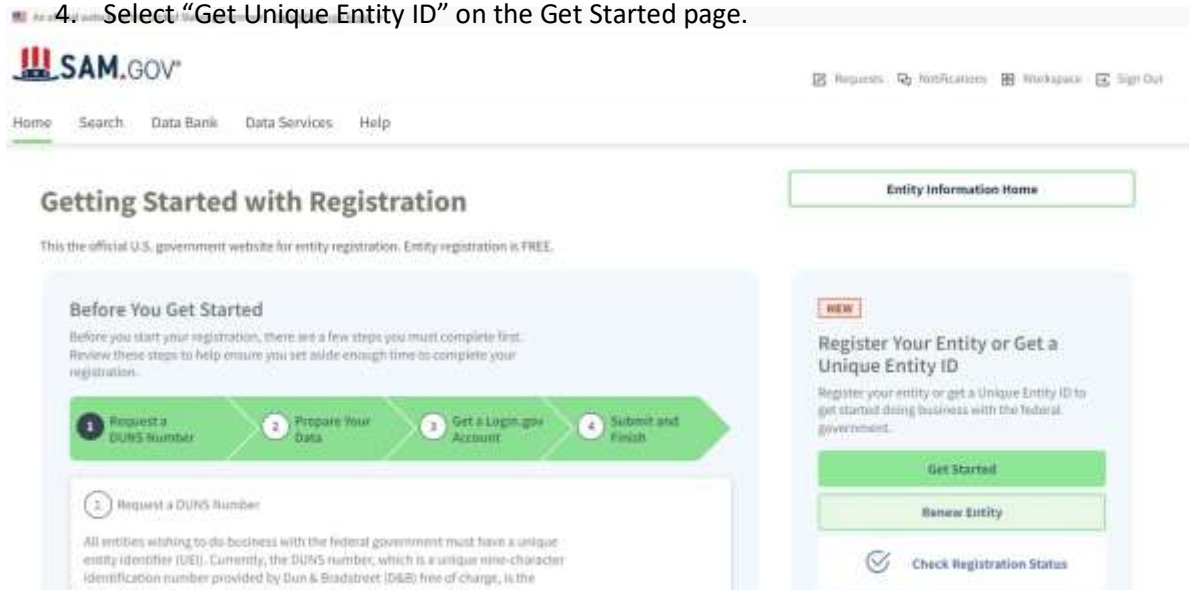 4. Select “Get Unique Entity ID” on the Get Started page.
SAM.GOV®
Requests Notifications Workspace Sign Out
Home Search Data Bank Data Services Help
Getting Started with Registration
Entity Information Home
This the official U.S. government website for entity registration. Entity registration is FREE.
Before You Get Started
Before you start your registration, there are a few steps you must complete first.
Review these steps to help ensure you set aside enough time to complete your
registration.
1 Request a
DUNS Number
2 Prepare Your
Data
3 Get a Login.gov
Account
4 Submit and
Finish
1 Request a DUNS Number
All entities wishing to do business with the federal government must have a unique
entity identifier (UEI). Currently, the DUNS number, which is a unique nine-character
identification number provided by Dun & Bradstreet (D&B) free of charge, is the
NEW
Register Your Entity or Get a
Unique Entity ID
Register your entity or get a Unique Entity ID to
get started doing business with the federal
government.
Get Started
Renew Entity
Check Registration Status